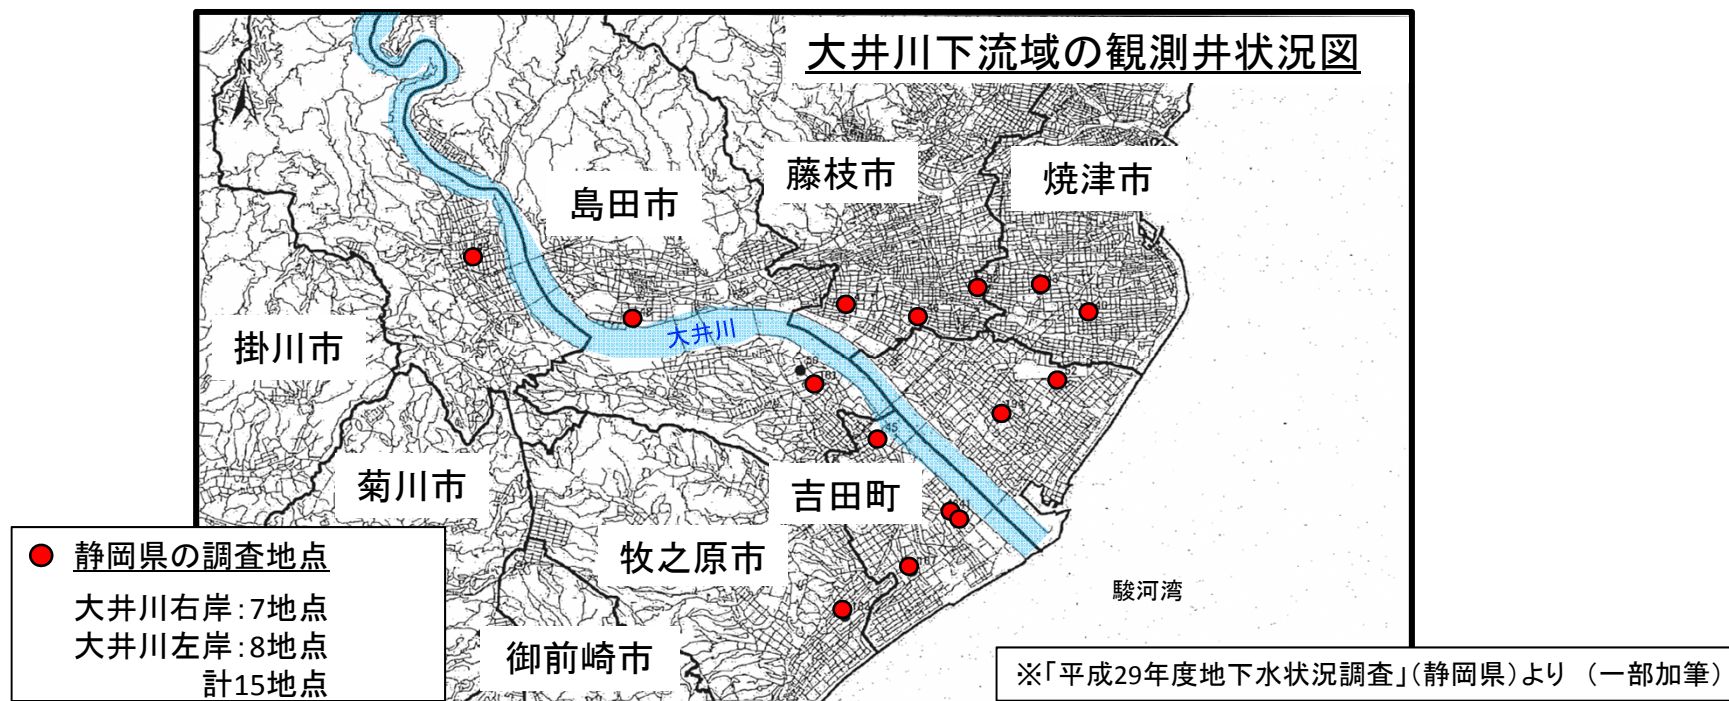 大井川下流域の観測井状況図
藤枝市
焼津市
島田市
掛川市
大井川
菊川市
吉田町
牧之原市
御前崎市
駿河湾
静岡県の調査地点
大井川右岸：7地点
大井川左岸：8地点
計15地点
※「平成29年度地下水状況調査」（静岡県）より （一部加筆）